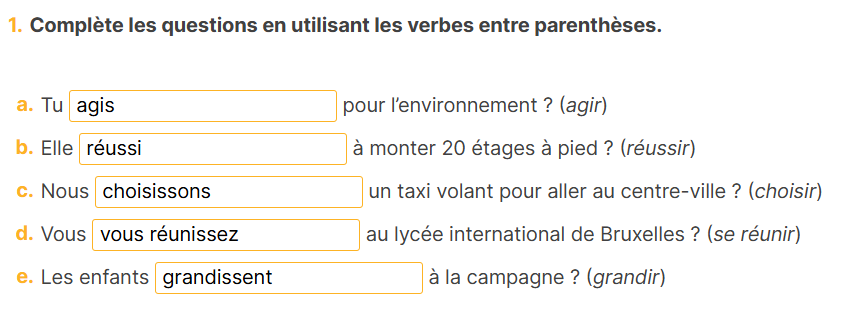 1. Complète les questions en utilisant les verbes entre parenthèses.
a. Tu agis pour l’environnement ? (agir)
b. Elle réussi à monter 20 étages à pied ? (réussir)
c. Nous choisissons un taxi volant pour aller au centre-ville ? (choisir)
d. Vous vous réunissez au lycée international de Bruxelles ? (se réunir)
e. Les enfants grandissent à la campagne ? (grandir)